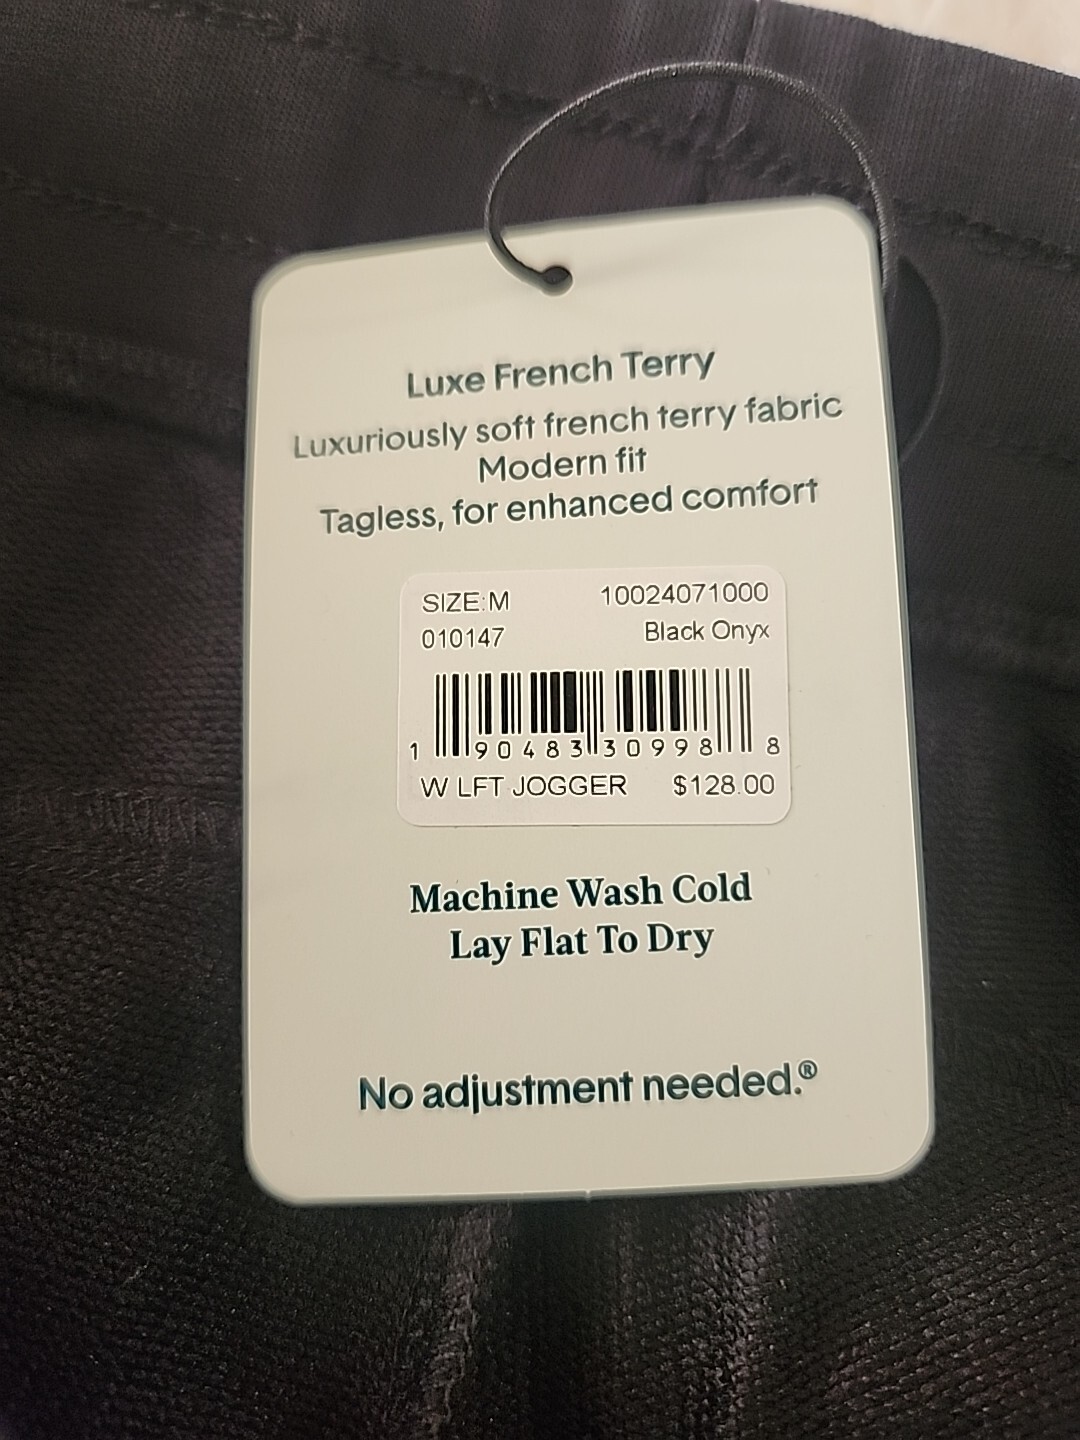 Luxe French Terry
Luxuriously soft french terry fabric
Modern fit
Tagless, for enhanced comfort
SIZE:M 10024071000
010147 Black Onyx
1 90483 30998 8
W LFT JOGGER $128.00
Machine Wash Cold
Lay Flat To Dry
No adjustment needed.®